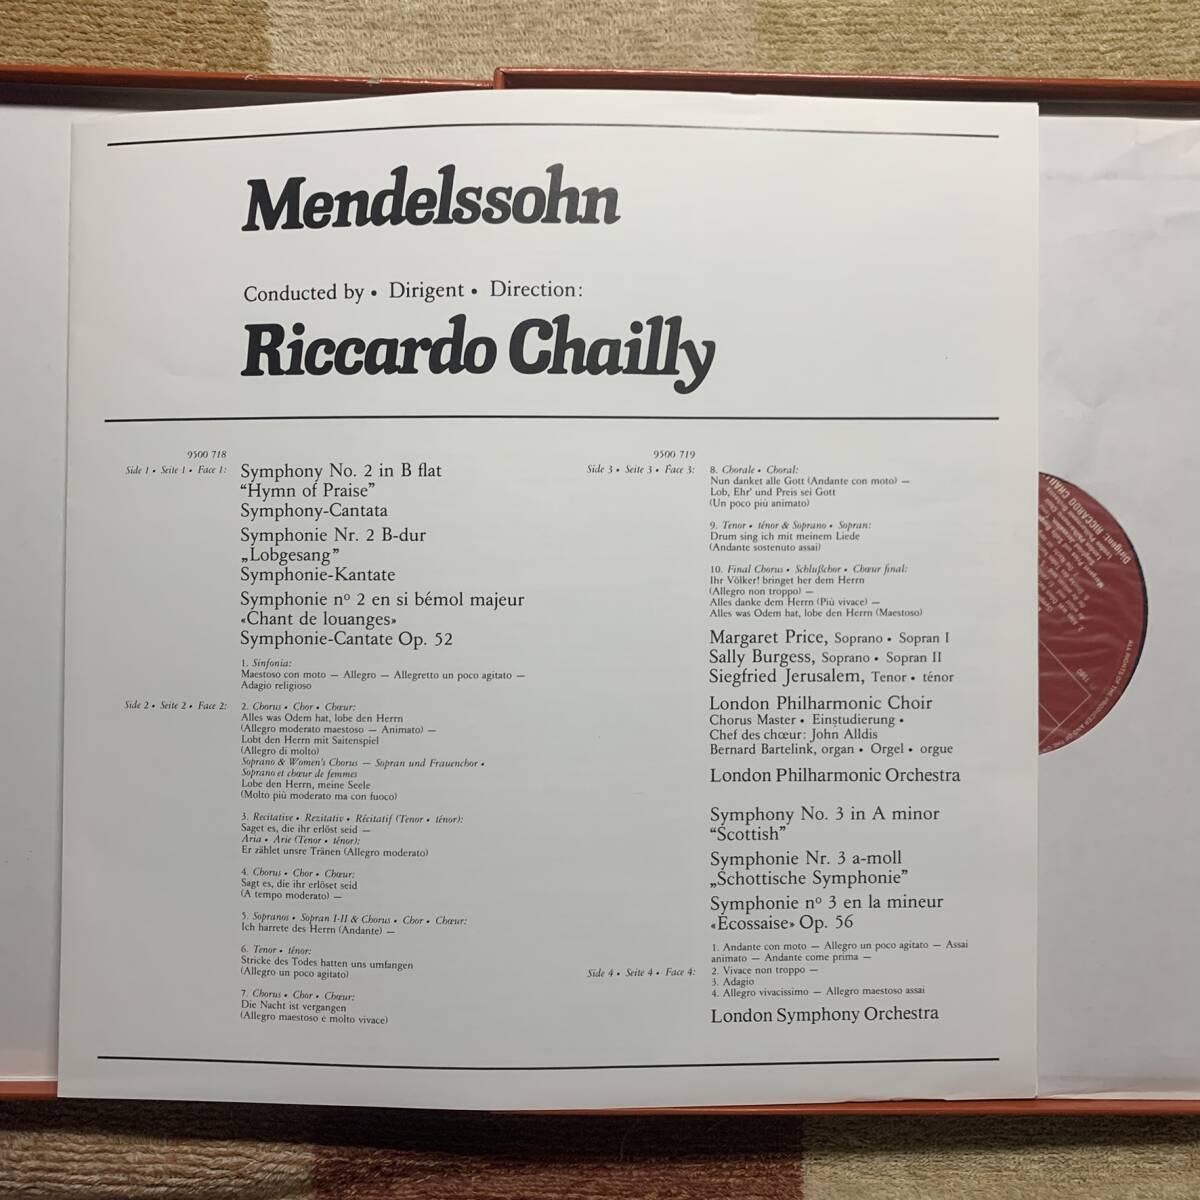 Mendelssohn
Conducted by • Dirigent • Direction:
Riccardo Chailly
9500 718
Side 1 • Seite 1 • Face 1:
Symphony No. 2 in B flat
“Hymn of Praise”
Symphony-Cantata
Symphonie Nr. 2 B-dur
„Lobgesang”
Symphonie-Kantate
Symphonie nº 2 en si bémol majeur
«Chant de louanges»
Symphonie-Cantate Op. 52
1. Sinfonia:
Maestoso con moto — Allegro — Allegretto un poco agitato —
Adagio religioso
Side 2 • Seite 2 • Face 2:
2. Chorus • Chor • Chœur:
Alles was Odem hat, lobe den Herrn
(Allegro moderato maestoso — Animato) —
Lobt den Herrn mit Saitenspiel
(Allegro di molto)
Soprano & Women's Chorus — Sopran und Frauenchor •
Soprano et chœur de femmes
Lobe den Herrn, meine Seele
(Molto più moderato ma con fuoco)
3. Recitative • Rezitativ • Récitatif (Tenor • ténor):
Saget es, die ihr erlöst seid —
Aria • Arie (Tenor • ténor):
Er zählet unsre Tränen (Allegro moderato)
4. Chorus • Chor • Chœur:
Sagt es, die ihr erlöset seid
(A tempo moderato) —
5. Sopranos • Sopran I-II & Chorus • Chor • Chœur:
Ich harrete des Herrn (Andante) —
6. Tenor • ténor:
Stricke des Todes hatten uns umfangen
(Allegro un poco agitato)
7. Chorus • Chor • Chœur:
Die Nacht ist vergangen
(Allegro maestoso e molto vivace)
9500 719
Side 3 • Seite 3 • Face 3:
8. Chorale • Choral:
Nun danket alle Gott (Andante con moto) —
Lob, Ehr' und Preis sei Gott
(Un poco più animato)
9. Tenor • ténor & Soprano • Sopran:
Drum sing ich mit meinem Liede
(Andante sostenuto assai)
10. Final Chorus • Schlußchor • Chœur final:
Ihr Völker! bringet her dem Herrn
(Allegro non troppo) —
Alles danke dem Herrn (Più vivace) —
Alles was Odem hat, lobe den Herrn (Maestoso)
Margaret Price, Soprano • Sopran I
Sally Burgess, Soprano • Sopran II
Siegfried Jerusalem, Tenor • ténor
London Philharmonic Choir
Chorus Master • Einstudierung •
Chef des chœur: John Alldis
Bernard Bartelink, organ • Orgel • orgue
London Philharmonic Orchestra
Symphony No. 3 in A minor
“Scottish”
Symphonie Nr. 3 a-moll
„Schottische Symphonie”
Symphonie nº 3 en la mineur
«Ecossaise» Op. 56
1. Andante con moto — Allegro un poco agitato — Assai
animato — Andante come prima —
Side 4 • Seite 4 • Face 4:
2. Vivace non troppo —
3. Adagio
4. Allegro vivacissimo — Allegro maestoso assai
London Symphony Orchestra
Dirigent: RICCARDO CHAILLY
1980
ALL RIGHTS OF THE PRODUCER AND OF THE